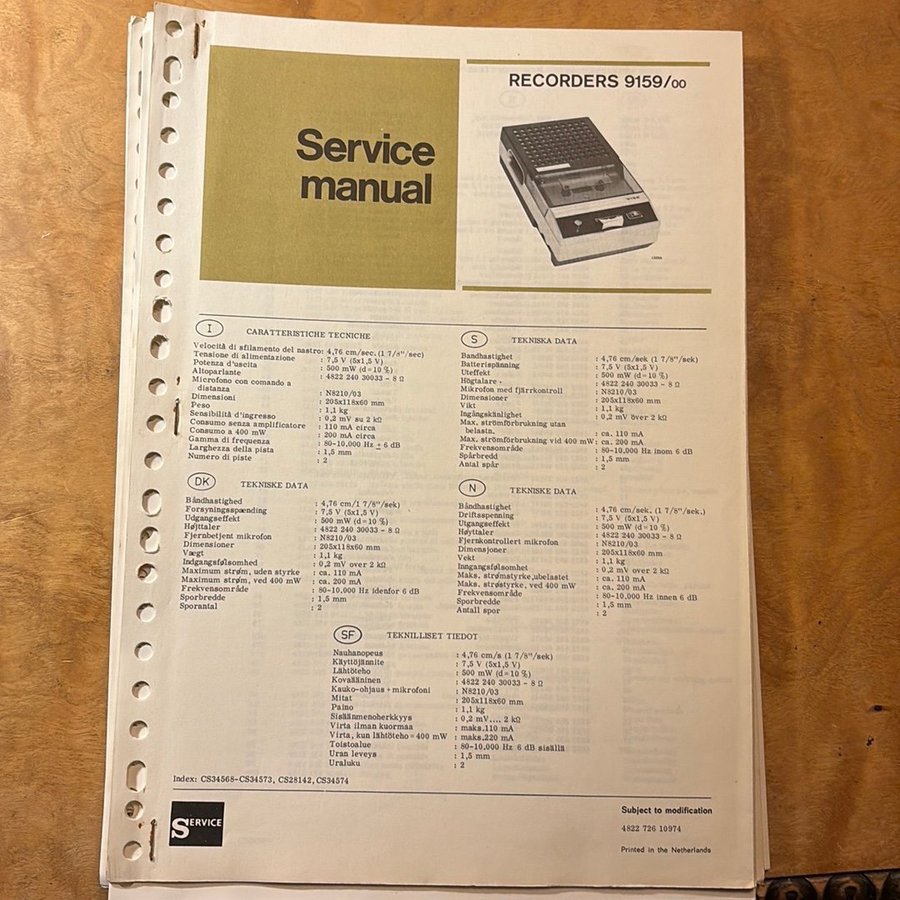 RECORDERS 9159/00
Service
manual
I CARATTERISTICHE TECNICHE
Velocità di sfilamento del nastro: 4,76 cm/sec. (1 7/8"/sec)
Tensione di alimentazione : 7,5 V (5x1,5 V)
Potenza d'uscita : 500 mW (d=10 %)
Altoparlante : 4822 240 30033 - 8 Ω
Microfono con comando a
distanza : N8210/03
Dimensioni : 205x118x60 mm
Peso : 1,1 kg
Sensibilità d'ingresso : 0,2 mV su 2 kΩ
Consumo senza amplificatore : 110 mA circa
Consumo a 400 mW : 200 mA circa
Gamma di frequenza : 80-10.000 Hz ± 6 dB
Larghezza della pista : 1,5 mm
Numero di piste : 2
S TEKNISKA DATA
Bandhastighet : 4,76 cm/sek (1 7/8"/sek)
Batterispänning : 7,5 V (5x1,5 V)
Uteffekt : 500 mW (d=10 %)
Högtalare . : 4822 240 30033 - 8 Ω
Mikrofon med fjärrkontroll : N8210/03
Dimensioner : 205x118x60 mm
Vikt : 1,1 kg
Ingångskänlighet : 0,2 mV över 2 kΩ
Max. strömförbrukning utan
belastn. : ca. 110 mA
Max. strömförbrukning vid 400 mW: ca. 200 mA
Frekvensområde : 80-10.000 Hz inom 6 dB
Spårbredd : 1,5 mm
Antal spår : 2
DK TEKNISKE DATA
Båndhastighed : 4,76 cm/1 7/8"/sek)
Forsyningsspænding : 7,5 V (5x1,5 V)
Udgangseffekt : 500 mW (d=10 %)
Højttaler : 4822 240 30033 - 8 Ω
Fjernbetjent mikrofon : N8210/03
Dimensioner : 205x118x60 mm
Vægt : 1,1 kg
Indgangsfølsomhed : 0,2 mV over 2 kΩ
Maximum strøm, uden styrke : ca. 110 mA
Maximum strøm, ved 400 mW : ca. 200 mA
Frekvensområde : 80-10.000 Hz idenfor 6 dB
Sporbredde : 1,5 mm
Sporantal : 2
N TEKNISKE DATA
Båndhastighet : 4,76 cm/sek. (1 7/8"/sek.)
Driftsspenning : 7,5 V (5x1,5 V)
Utgangseffekt : 500 mW (d=10 %)
Høyttaler : 4822 240 30033 - 8 Ω
Fjernkontrollert mikrofon : N8210/03
Dimensjoner : 205x118x60 mm
Vekt : 1,1 kg
Inngangsfølsomhet : 0,2 mV over 2 kΩ
Maks. strømstyrke,ubelastet : ca. 110 mA
Maks. strøstyrke, ved 400 mW : ca. 200 mA
Frekvensområde : 80-10.000 Hz innen 6 dB
Sporbredde : 1,5 mm
Antall spor : 2
SF TEKNILLISET TIEDOT
Nauhanopeus : 4,76 cm/s (1 7/8"/sek)
Käyttöjännite : 7,5 V (5x1,5 V)
Lähtöteho : 500 mW (d=10 %)
Kovaääninen : 4822 240 30033 - 8 Ω
Kauko-ohjaus + mikrofoni : N8210/03
Mitat : 205x118x60 mm
Paino : 1,1 kg
Sisäänmenoherkkyys : 0,2 mV.... 2 kΩ
Virta ilman kuormaa : maks.110 mA
Virta, kun lähtöteho=400 mW : maks.220 mA
Toistoalue : 80-10.000 Hz 6 dB sisällä
Uran leveys : 1,5 mm
Uraluku : 2
Index: CS34568-CS34573, CS28142, CS34574
SERVICE
Subject to modification
4822 726 10974
Printed in the Netherlands